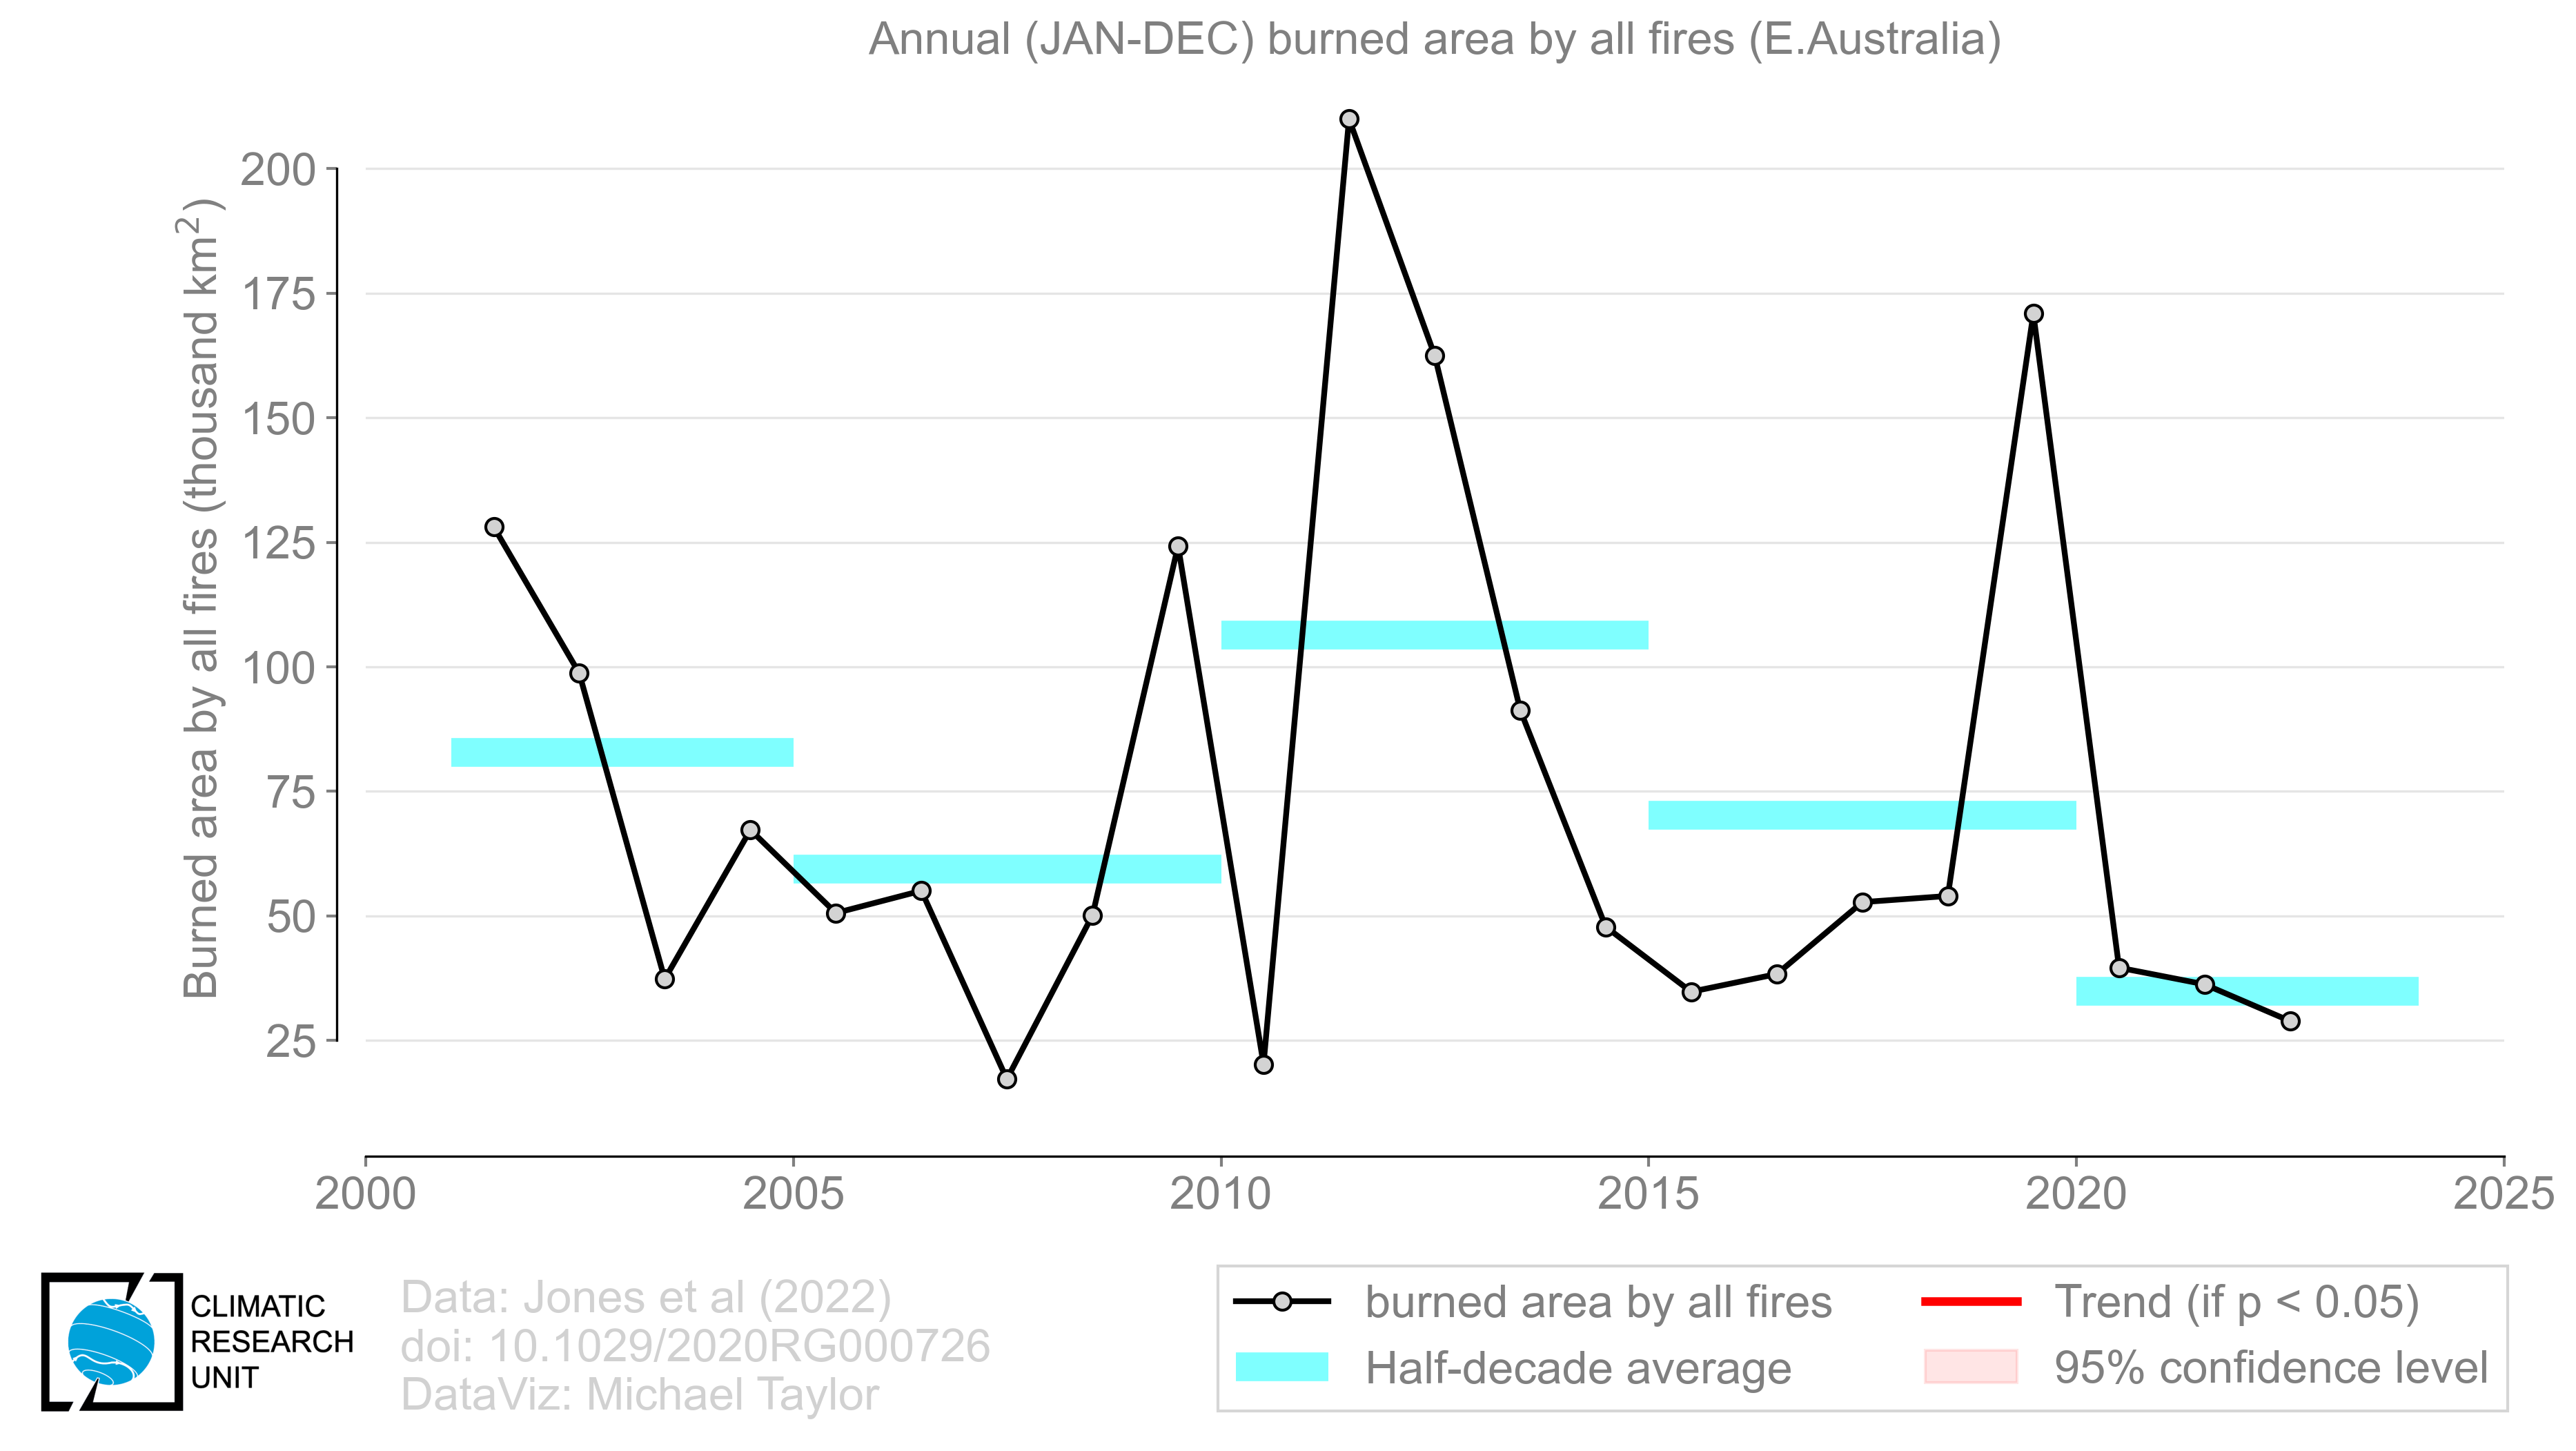 Annual (JAN-DEC) burned area by all fires (E.Australia)
Burned area by all fires (thousand km²)
200
175
150
125
100
75
50
25
2000
2005
2010
2015
2020
2025
CLIMATIC
RESEARCH
UNIT
Data: Jones et al (2022)
doi: 10.1029/2020RG000726
DataViz: Michael Taylor
burned area by all fires
Half-decade average
Trend (if p < 0.05)
95% confidence level